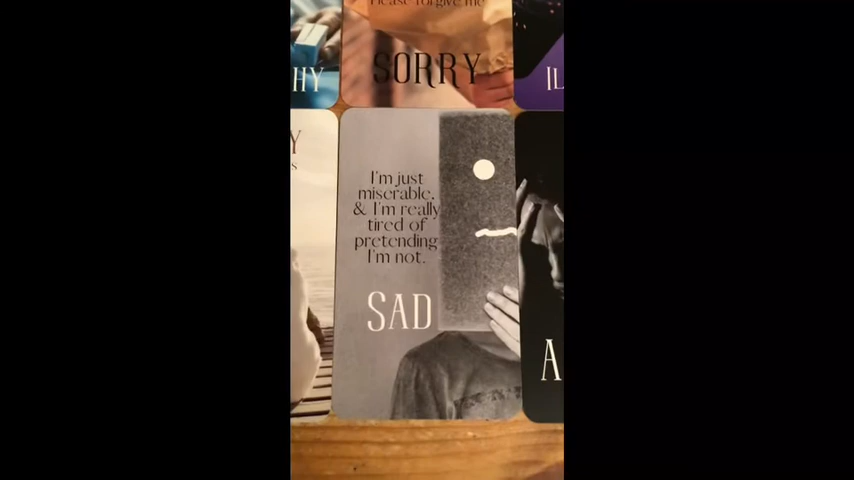 Please forgive me
HY
SORRY
IL
Y
S
I'm just
miserable,
& I'm really
tired of
pretending
I'm not.
SAD
A